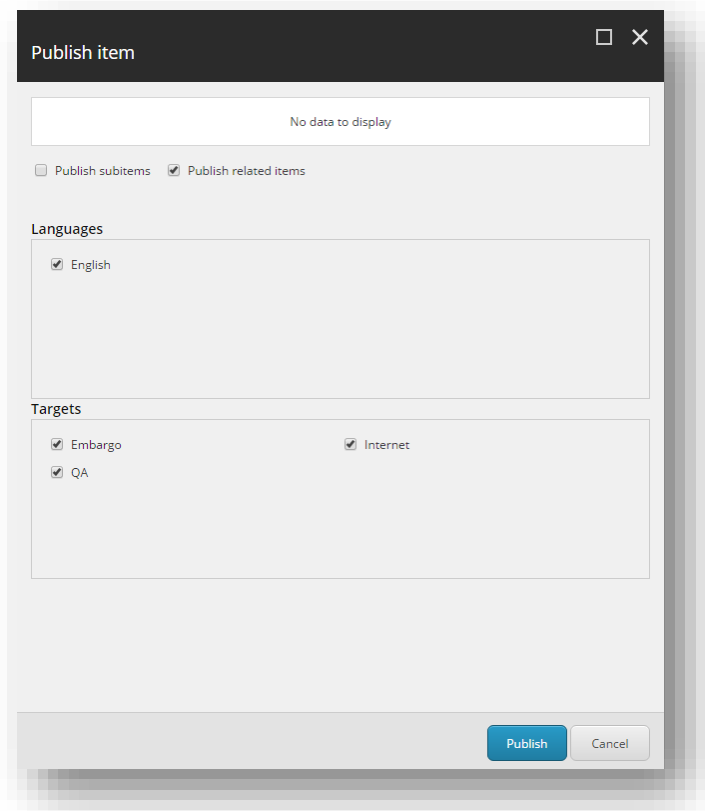 Publish item
No data to display
Publish subitems Publish related items
Languages
English
Targets
Embargo Internet
QA
Publish Cancel